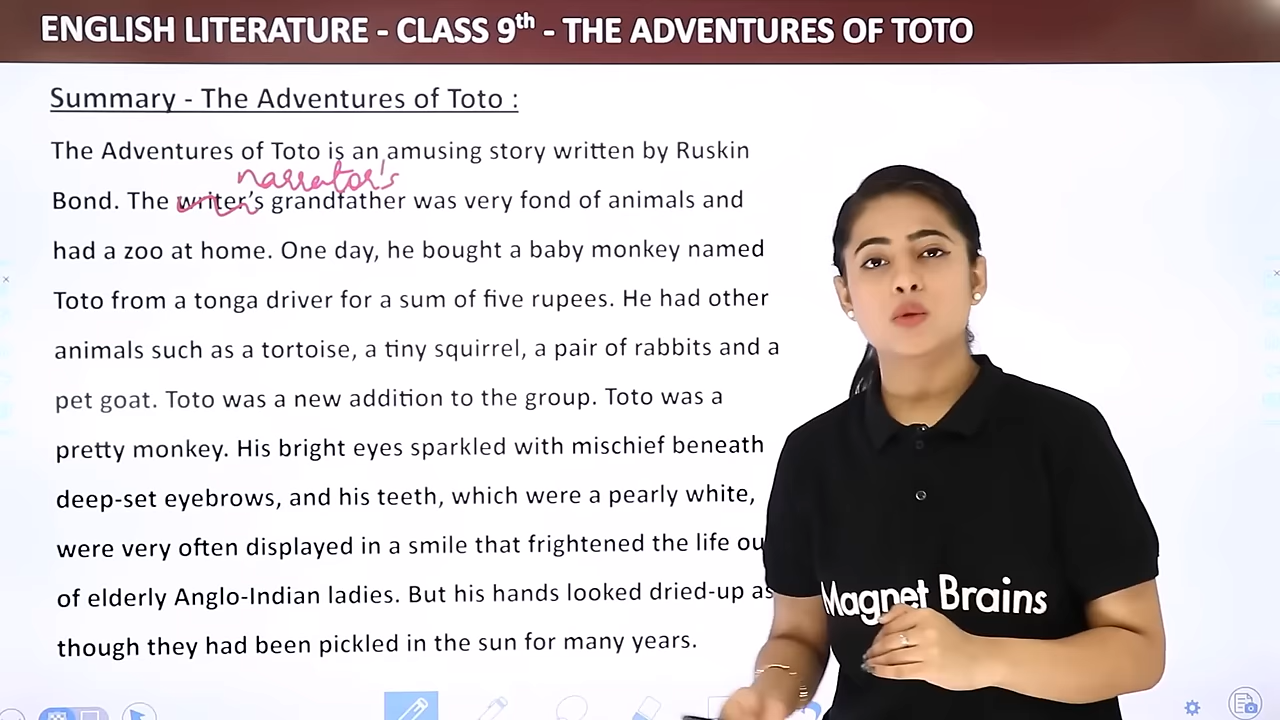 ENGLISH LITERATURE - CLASS 9th - THE ADVENTURES OF TOTO
Summary - The Adventures of Toto :
The Adventures of Toto is an amusing story written by Ruskin
narrator's
Bond. The writer's grandfather was very fond of animals and
had a zoo at home. One day, he bought a baby monkey named
Toto from a tonga driver for a sum of five rupees. He had other
animals such as a tortoise, a tiny squirrel, a pair of rabbits and a
pet goat. Toto was a new addition to the group. Toto was a
pretty monkey. His bright eyes sparkled with mischief beneath
deep-set eyebrows, and his teeth, which were a pearly white,
were very often displayed in a smile that frightened the life ou
of elderly Anglo-Indian ladies. But his hands looked dried-up as
though they had been pickled in the sun for many years.
Magnet Brains